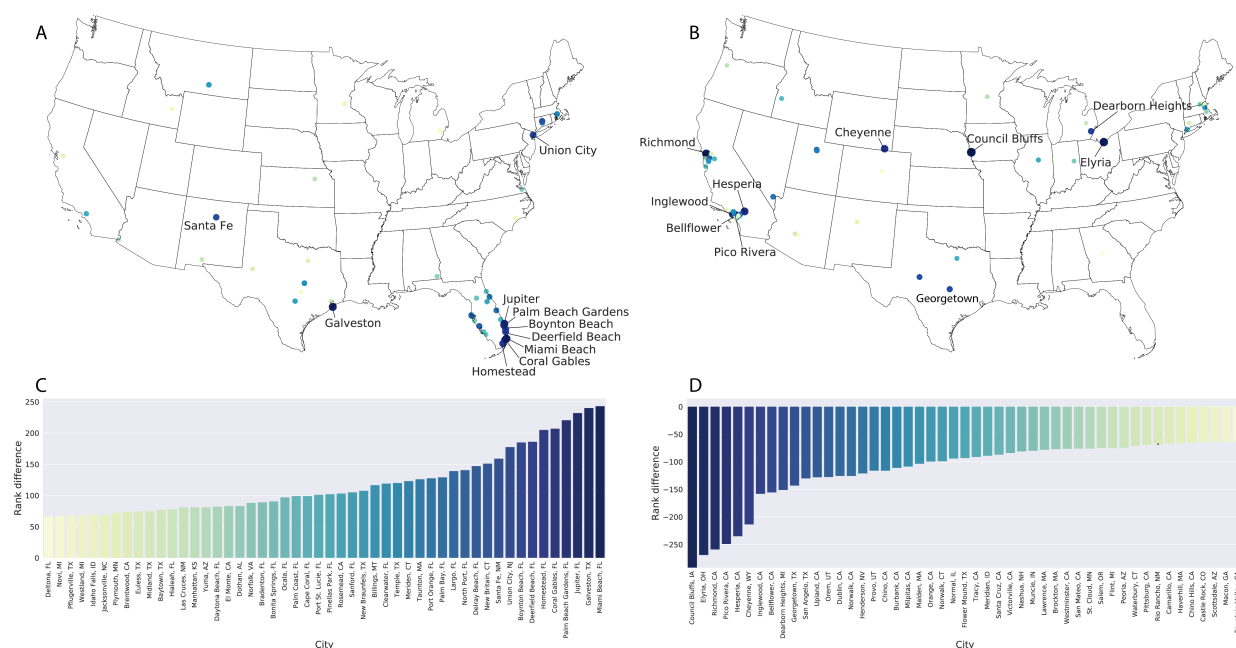 A
B
Union City
Santa Fe
Galveston
Jupiter
Palm Beach Gardens
Boynton Beach
Deerfield Beach
Miami Beach
Coral Gables
Homestead
Dearborn Heights
Richmond
Cheyenne
Council Bluffs
Elyria
Hesperia
Inglewood
Bellflower
Pico Rivera
Georgetown
C
250
200
150
100
50
0
Rank difference
Deltona, FL
Novi, MI
Pflugerville, TX
Westland, MI
Idaho Falls, ID
Jacksonville, NC
Plymouth, MN
Brentwood, CA
Euless, TX
Midland, TX
Baytown, TX
Hialeah, FL
Las Cruces, NM
Manhattan, KS
Yuma, AZ
Daytona Beach, FL
El Monte, CA
Dothan, AL
Norfolk, VA
Bradenton, FL
Bonita Springs, FL
Ocala, FL
Palm Coast, FL
Cape Coral, FL
Port St. Lucie, FL
Pinellas Park, FL
Rosemead, CA
Sanford, FL
New Braunfels, TX
Billings, MT
Clearwater, FL
Temple, TX
Meriden, CT
Taunton, MA
Port Orange, FL
Palm Bay, FL
Largo, FL
North Port, FL
Delray Beach, FL
New Britain, CT
Santa Fe, NM
Union City, NJ
Boynton Beach, FL
Deerfield Beach, FL
Homestead, FL
Coral Gables, FL
Palm Beach Gardens, FL
Jupiter, FL
Galveston, TX
Miami Beach, FL
City
D
0
−50
−100
−150
−200
−250
Rank difference
Council Bluffs, IA
Elyria, OH
Richmond, CA
Pico Rivera, CA
Hesperia, CA
Cheyenne, WY
Inglewood, CA
Bellflower, CA
Dearborn Heights, MI
Georgetown, TX
San Angelo, TX
Upland, CA
Orem, UT
Dublin, CA
Norwalk, CA
Henderson, NV
Provo, UT
Chino, CA
Burbank, CA
Milpitas, CA
Malden, MA
Orange, CA
Norwalk, CT
Normal, IL
Flower Mound, TX
Tracy, CA
Meridian, ID
Santa Cruz, CA
Victorville, CA
Nashua, NH
Muncie, IN
Lawrence, MA
Brockton, MA
Westminster, CA
San Mateo, CA
St. Cloud, MN
Salem, OR
Flint, MI
Peoria, AZ
Waterbury, CT
Pittsburg, CA
Rio Rancho, NM
Camarillo, CA
Haverhill, MA
Chino Hills, CA
Castle Rock, CO
Scottsdale, AZ
Macon, GA
City